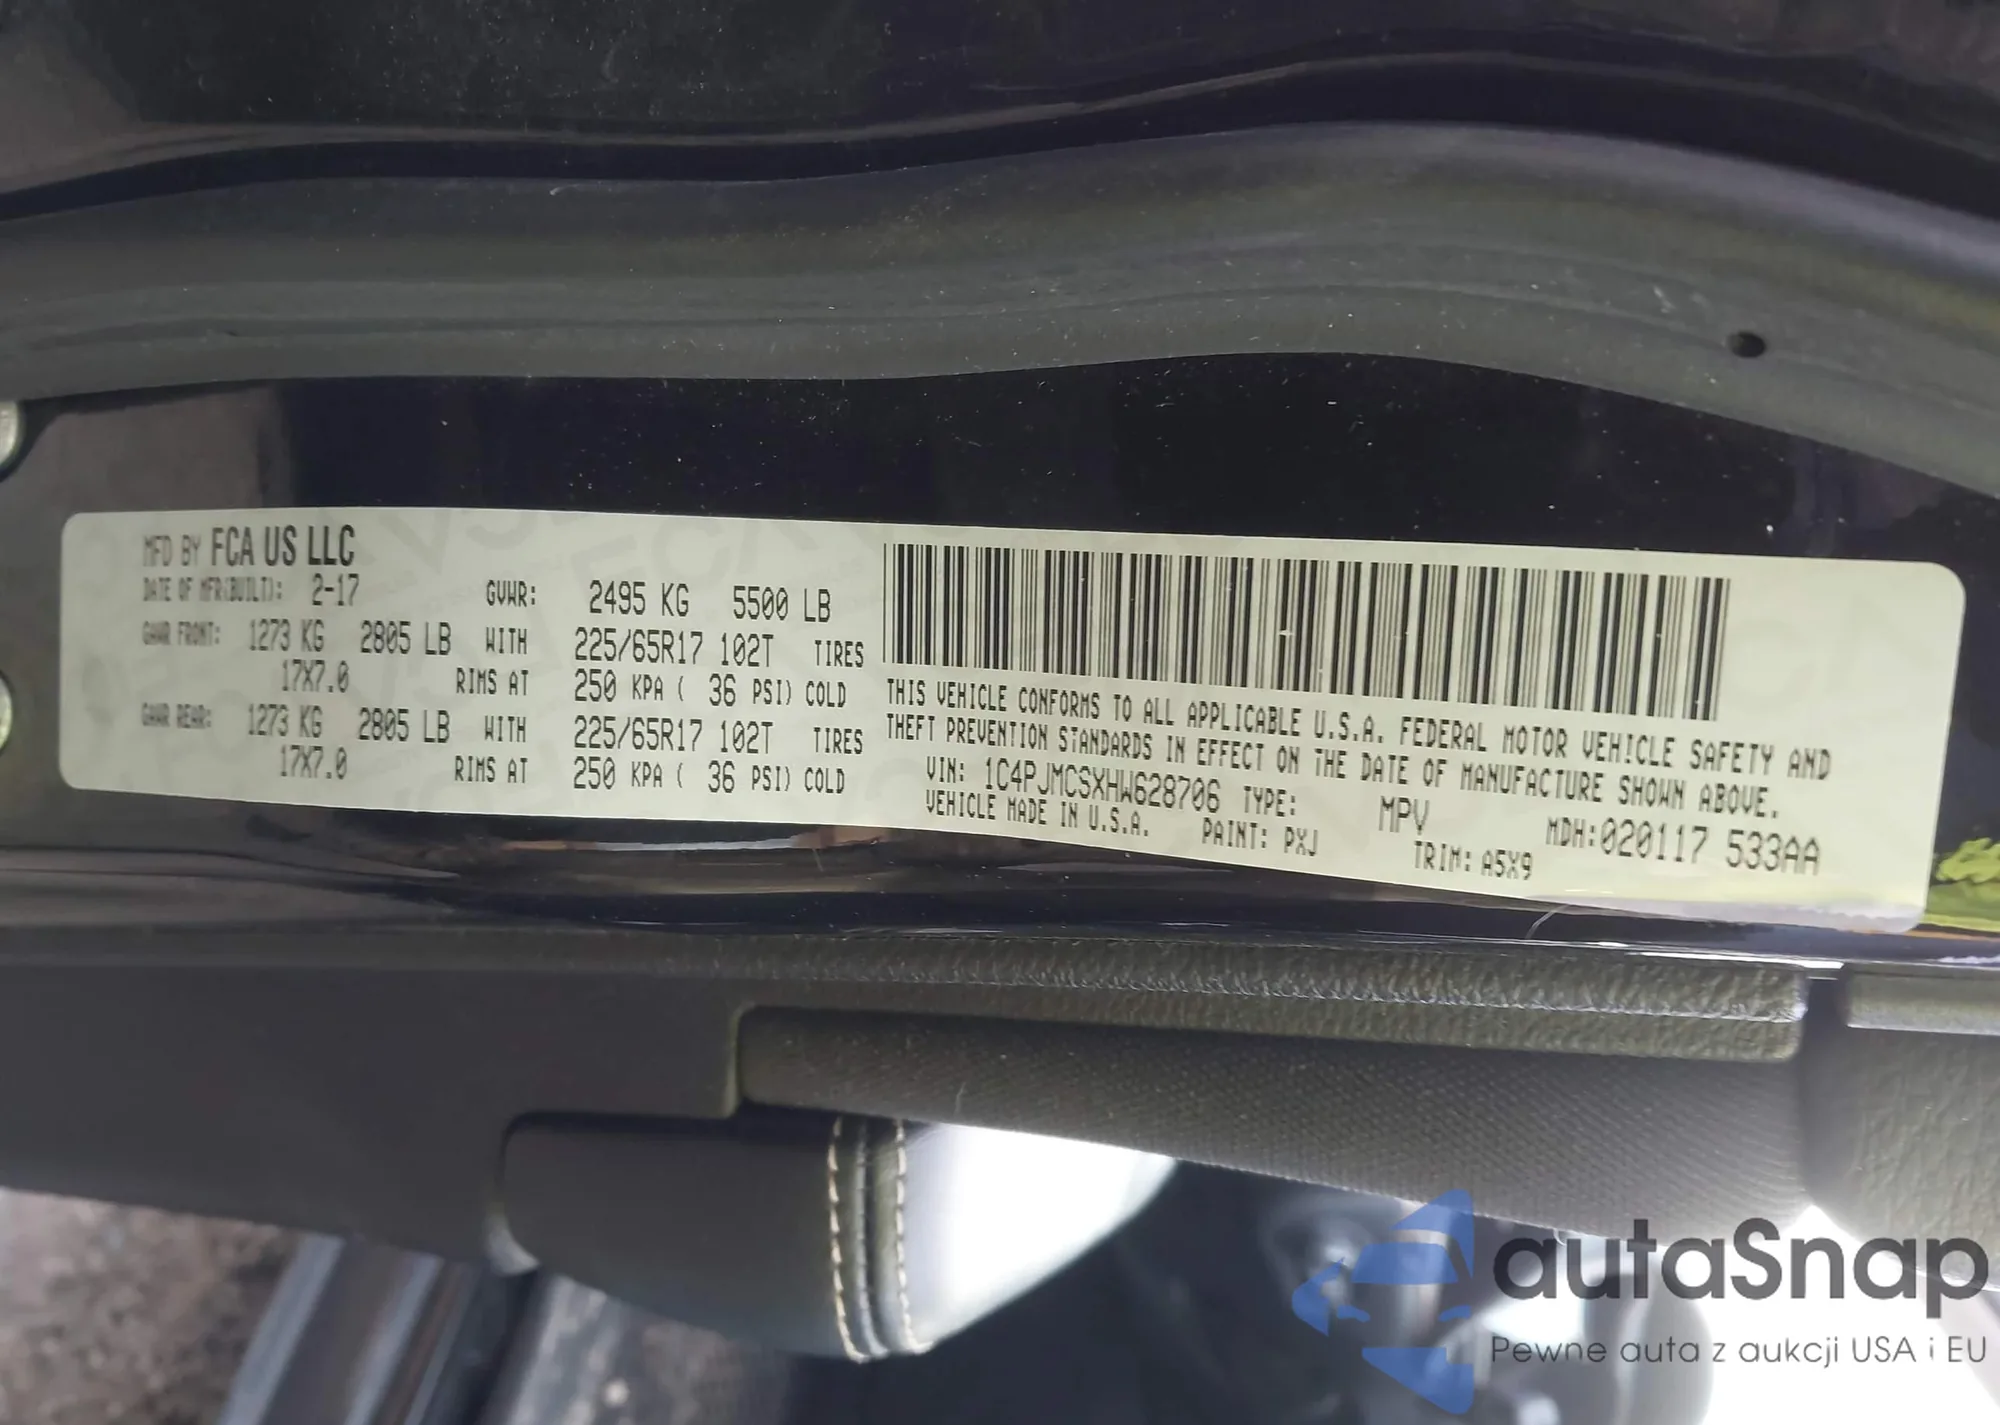 MFD BY FCA US LLC
DATE OF MFR(BUILT): 2-17 GVWR: 2495 KG 5500 LB
GAWR FRONT: 1273 KG 2805 LB WITH 225/65R17 102T TIRES
17X7.0 RIMS AT 250 KPA ( 36 PSI) COLD
GAWR REAR: 1273 KG 2805 LB WITH 225/65R17 102T TIRES
17X7.0 RIMS AT 250 KPA ( 36 PSI) COLD
THIS VEHICLE CONFORMS TO ALL APPLICABLE U.S.A. FEDERAL MOTOR VEHICLE SAFETY AND
THEFT PREVENTION STANDARDS IN EFFECT ON THE DATE OF MANUFACTURE SHOWN ABOVE.
VIN: 1C4PJMCSXHW628706 TYPE: MPV MDH:020117 533AA
VEHICLE MADE IN U.S.A. PAINT: PXJ TRIM: A5X9
autaSnap
Pewne auta z aukcji USA i EU